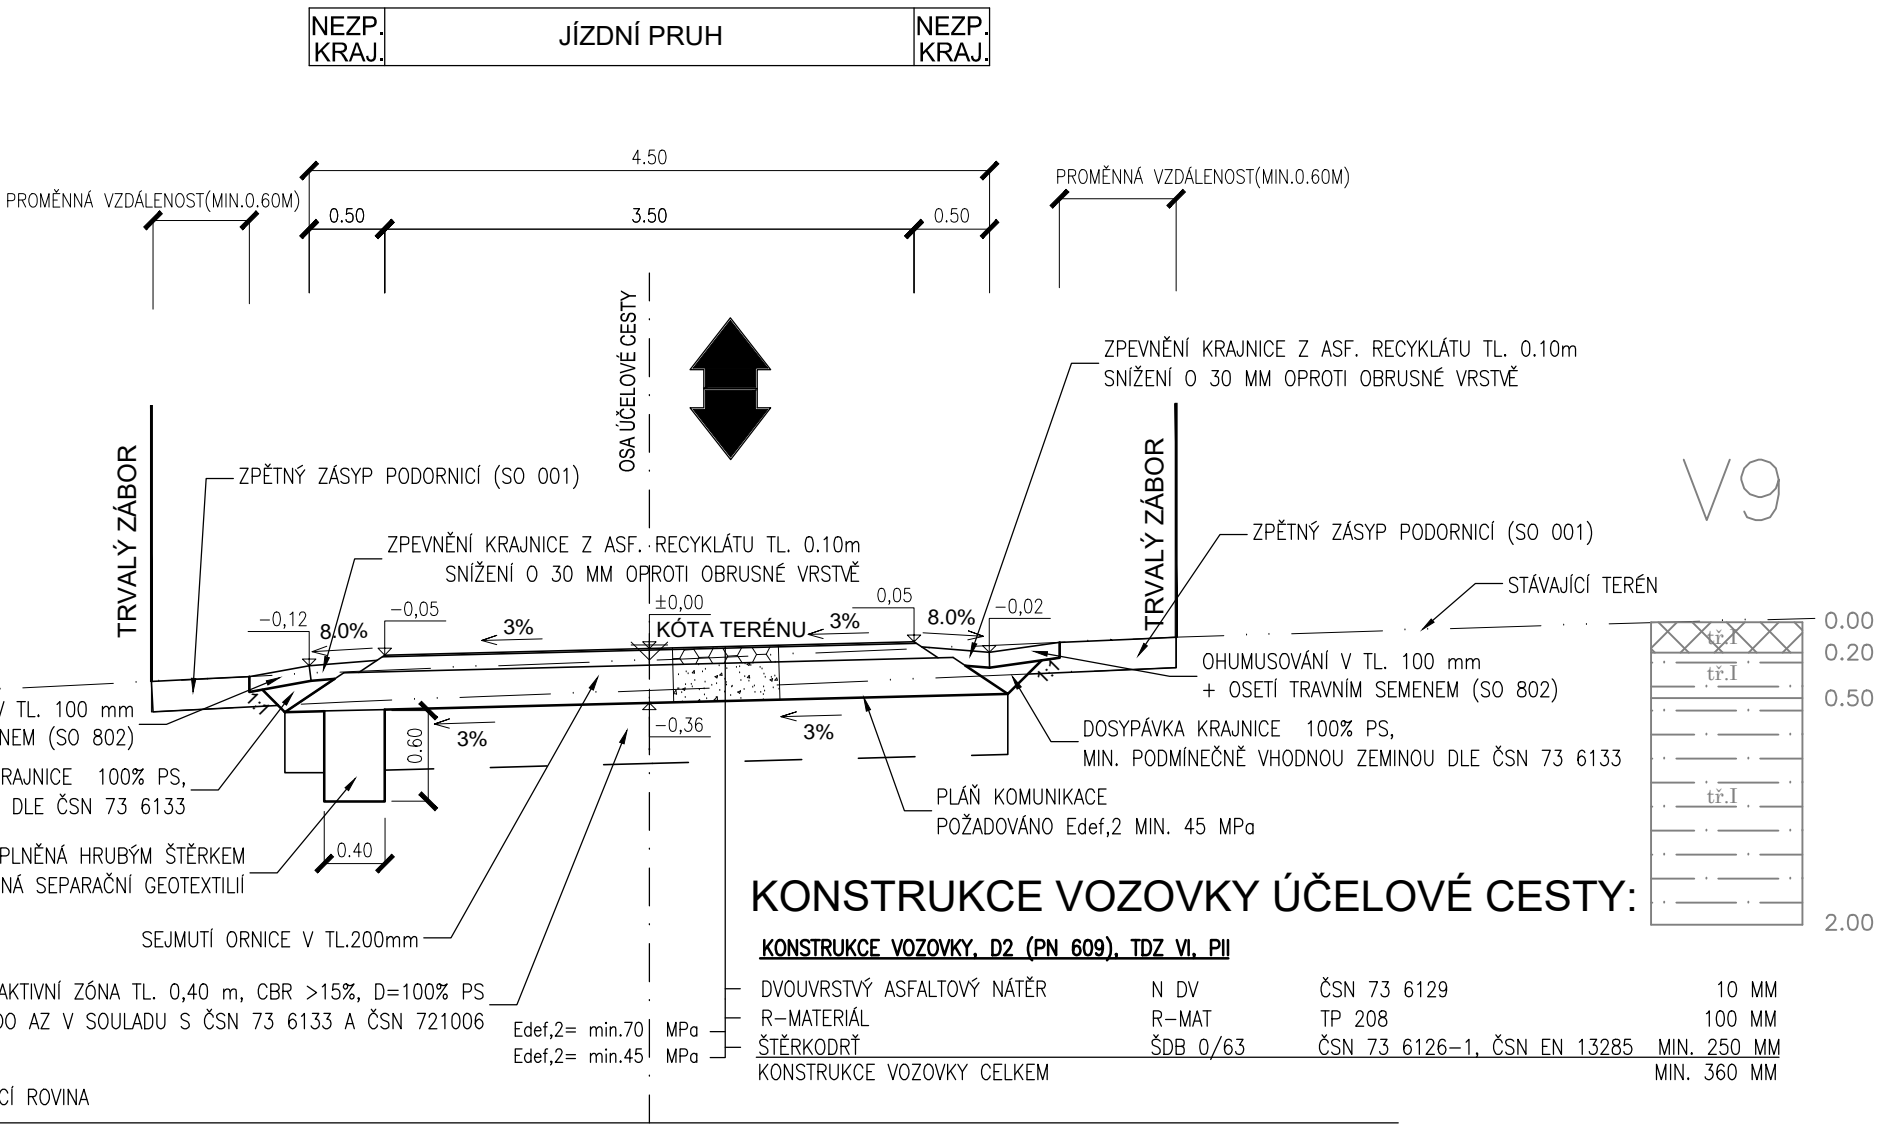 NEZP.
KRAJ.
JÍZDNÍ PRUH
NEZP.
KRAJ.
4.50
PROMĚNNÁ VZDÁLENOST(MIN.0.60M)
PROMĚNNÁ VZDÁLENOST(MIN.0.60M)
0.50
3.50
0.50
OSA ÚČELOVÉ CESTY
ZPEVNĚNÍ KRAJNICE Z ASF. RECYKLÁTU TL. 0.10m
SNÍŽENÍ O 30 MM OPROTI OBRUSNÉ VRSTVĚ
TRVALÝ ZÁBOR
TRVALÝ ZÁBOR
V9
ZPĚTNÝ ZÁSYP PODORNICÍ (SO 001)
ZPĚTNÝ ZÁSYP PODORNICÍ (SO 001)
ZPEVNĚNÍ KRAJNICE Z ASF. RECYKLÁTU TL. 0.10m
SNÍŽENÍ O 30 MM OPROTI OBRUSNÉ VRSTVĚ
STÁVAJÍCÍ TERÉN
−0,12
−0,05
±0,00
0,05
−0,02
8.0%
3%
KÓTA TERÉNU
3%
8.0%
0.00
tř.I
0.20
tř.I
0.50
tř.I
2.00
OHUMUSOVÁNÍ V TL. 100 mm
+ OSETÍ TRAVNÍM SEMENEM (SO 802)
1:1
1:1
V TL. 100 mm
NEM (SO 802)
0.60
3%
−0,36
3%
DOSYPÁVKA KRAJNICE 100% PS,
MIN. PODMÍNEČNĚ VHODNOU ZEMINOU DLE ČSN 73 6133
RAJNICE 100% PS,
DLE ČSN 73 6133
PLÁŇ KOMUNIKACE
POŽADOVÁNO Edef,2 MIN. 45 MPa
PLNĚNÁ HRUBÝM ŠTĚRKEM
NÁ SEPARAČNÍ GEOTEXTILIÍ
0.40
KONSTRUKCE VOZOVKY ÚČELOVÉ CESTY:
SEJMUTÍ ORNICE V TL.200mm
KONSTRUKCE VOZOVKY, D2 (PN 609), TDZ VI, PII
AKTIVNÍ ZÓNA TL. 0,40 m, CBR >15%, D=100% PS
DO AZ V SOULADU S ČSN 73 6133 A ČSN 721006
DVOUVRSTVÝ ASFALTOVÝ NÁTĚR N DV ČSN 73 6129 10 MM
Edef,2= min.70 MPa
R−MATERIÁL R−MAT TP 208 100 MM
Edef,2= min.45 MPa
ŠTĚRKODRŤ ŠDB 0/63 ČSN 73 6126−1, ČSN EN 13285 MIN. 250 MM
KONSTRUKCE VOZOVKY CELKEM MIN. 360 MM
CÍ ROVINA